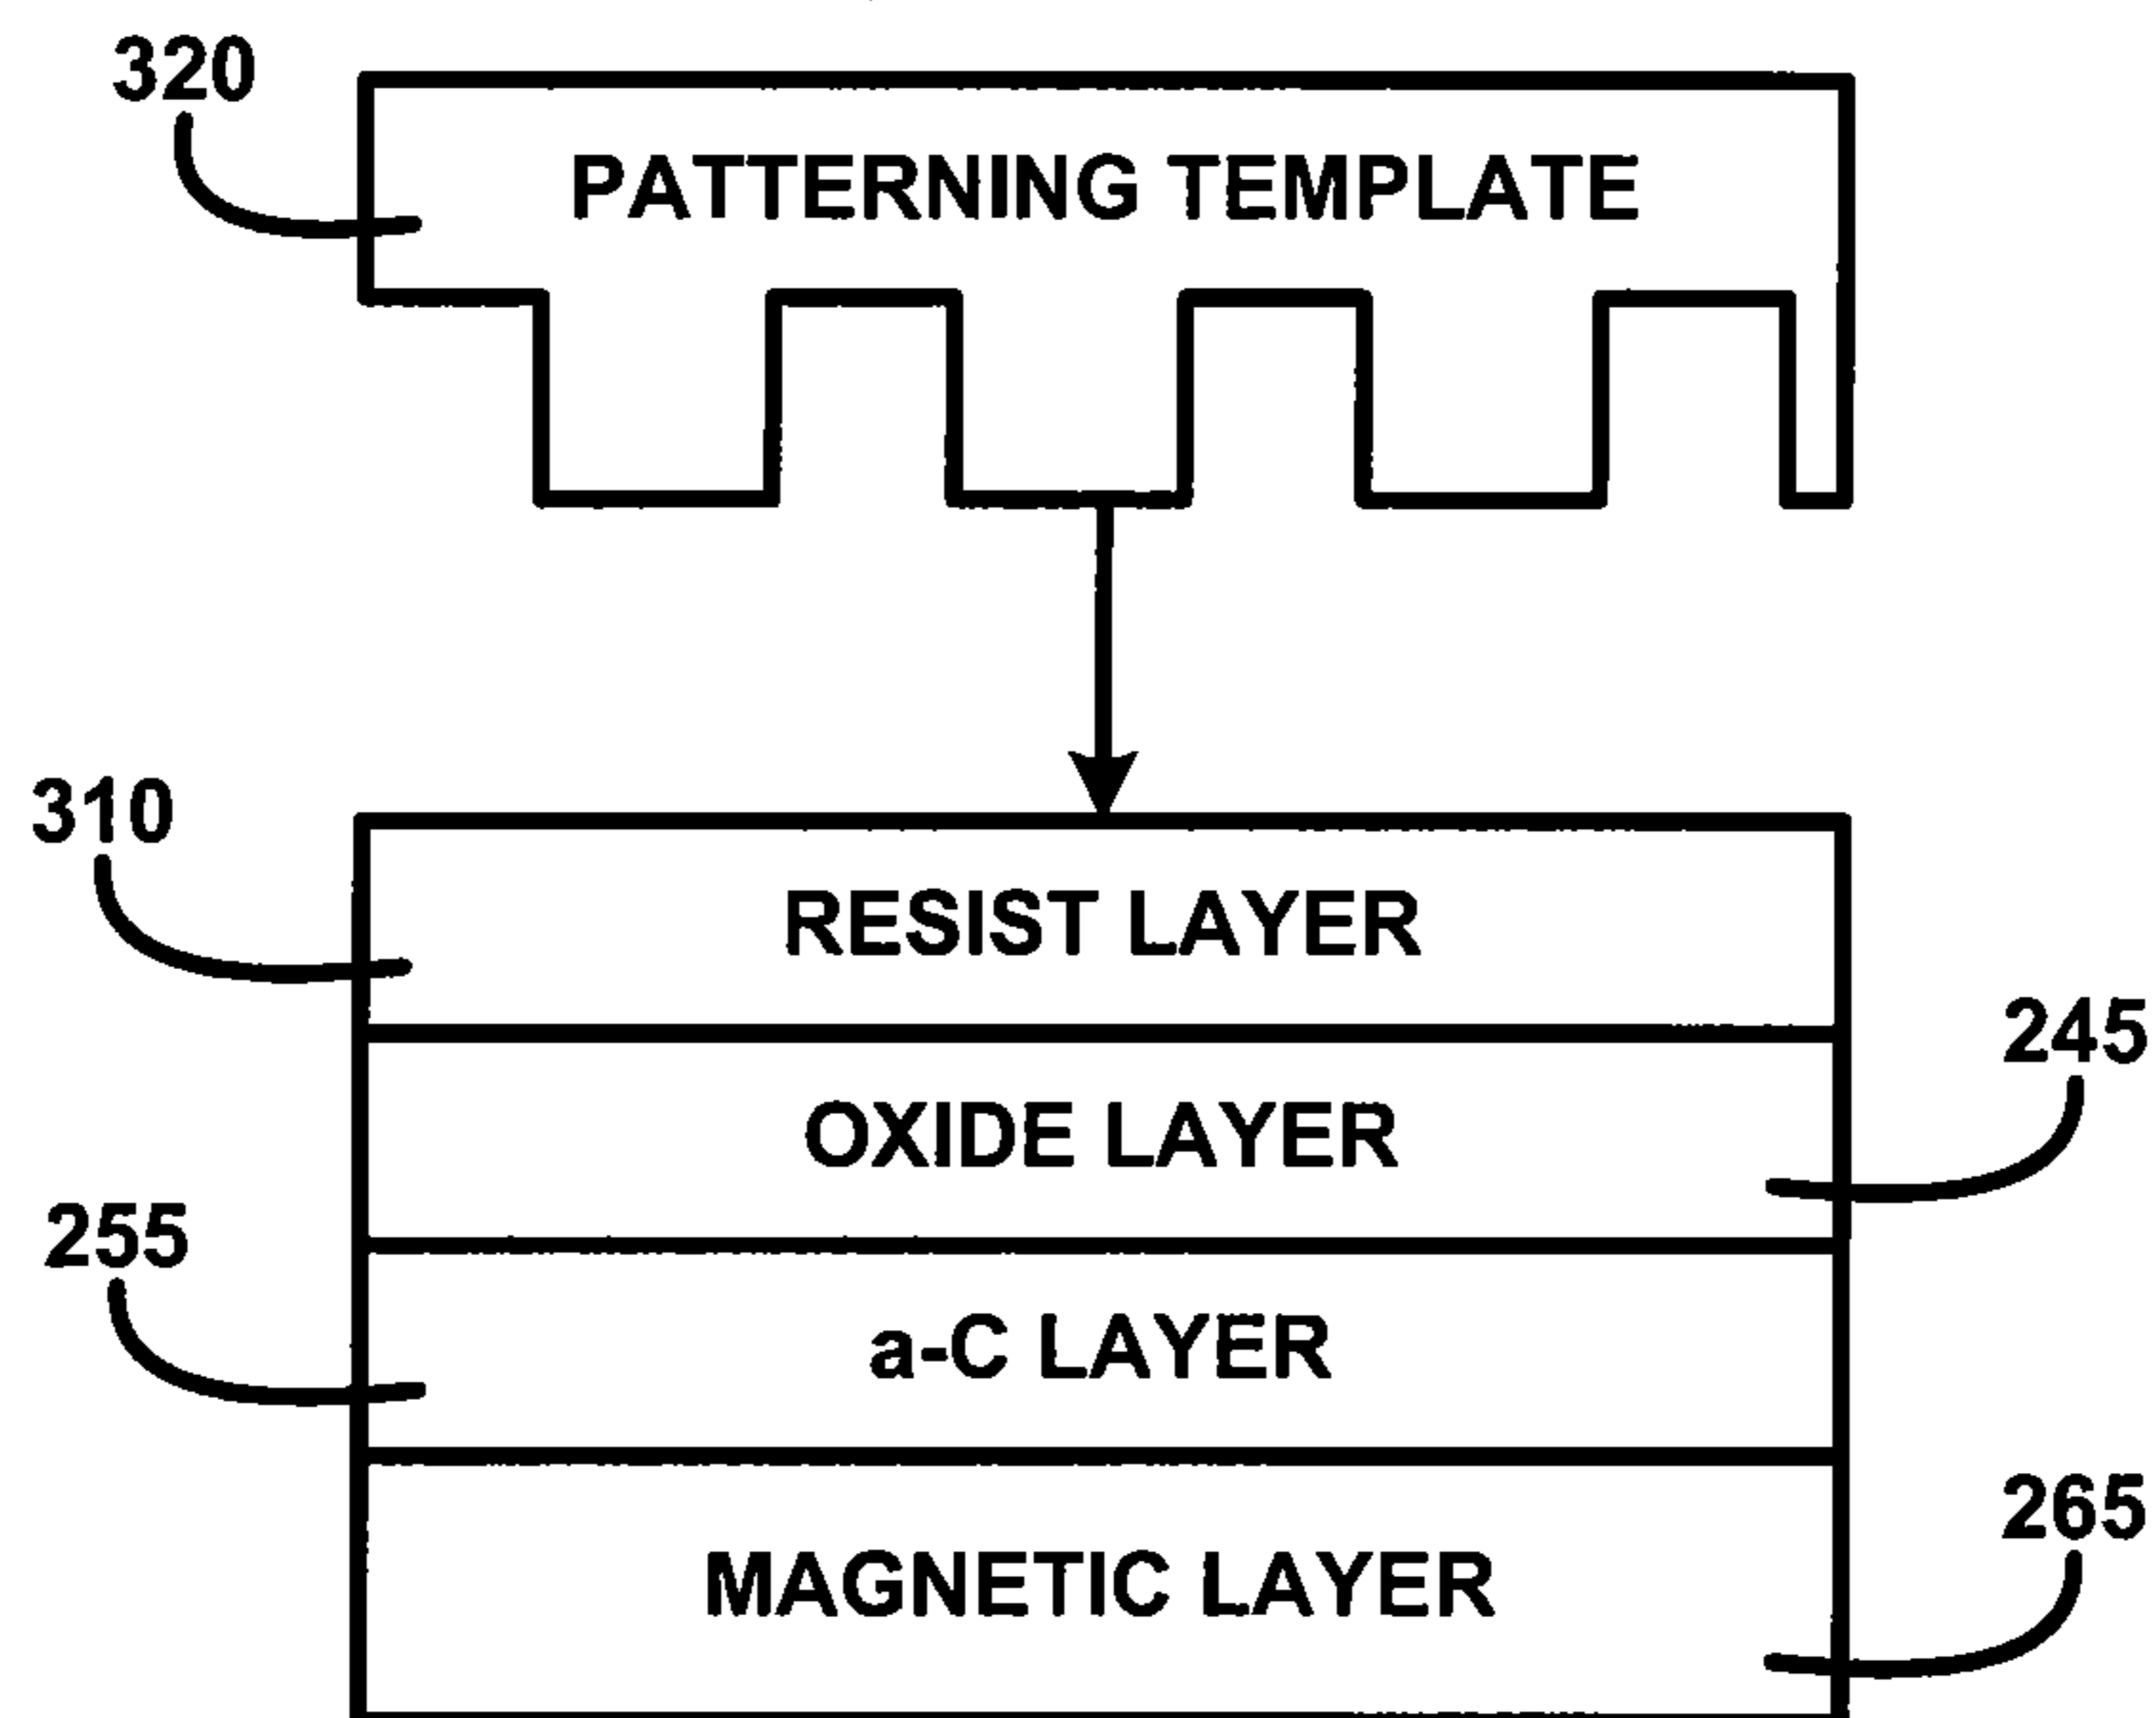 320
PATTERNING TEMPLATE
310
RESIST LAYER
245
OXIDE LAYER
255
a-C LAYER
265
MAGNETIC LAYER